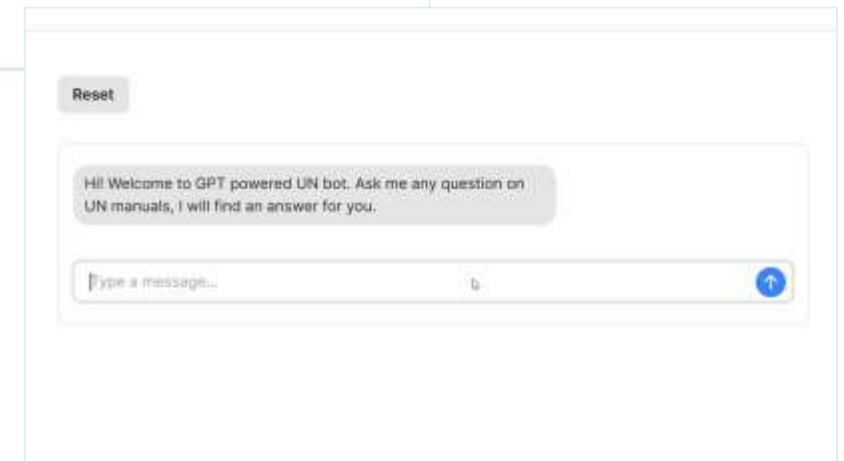 Reset
Hi! Welcome to GPT powered UN bot. Ask me any question on
UN manuals, I will find an answer for you.
Type a message...